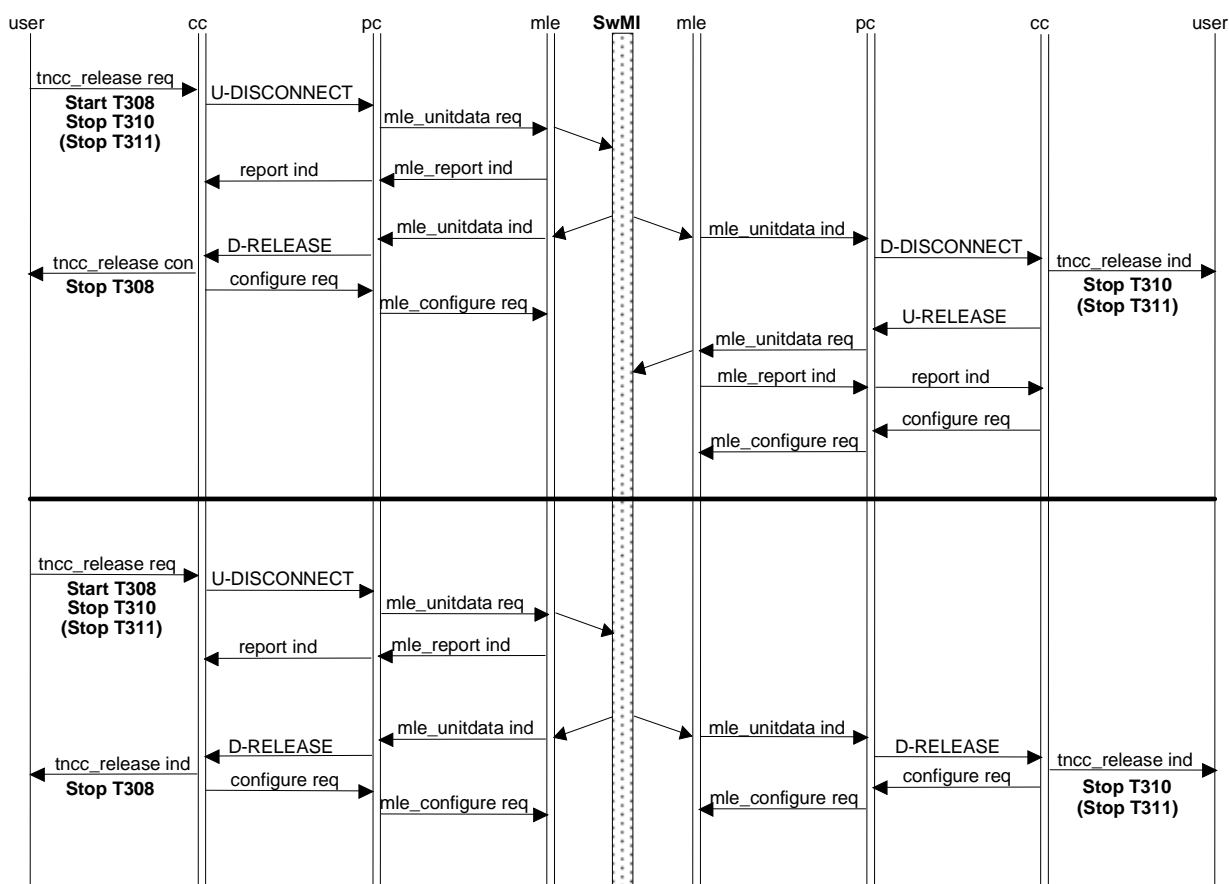 user cc pc mle SwMI mle pc cc user
tncc_release req
Start T308
Stop T310
(Stop T311)
U-DISCONNECT
mle_unitdata req
report ind
mle_report ind
mle_unitdata ind
D-RELEASE
tncc_release con
Stop T308
configure req
mle_configure req
mle_unitdata ind
D-DISCONNECT
tncc_release ind
Stop T310
(Stop T311)
U-RELEASE
mle_unitdata req
mle_report ind
report ind
configure req
mle_configure req
tncc_release req
Start T308
Stop T310
(Stop T311)
U-DISCONNECT
mle_unitdata req
report ind
mle_report ind
mle_unitdata ind
D-RELEASE
tncc_release ind
Stop T308
configure req
mle_configure req
mle_unitdata ind
D-RELEASE
tncc_release ind
Stop T310
(Stop T311)
configure req
mle_configure req